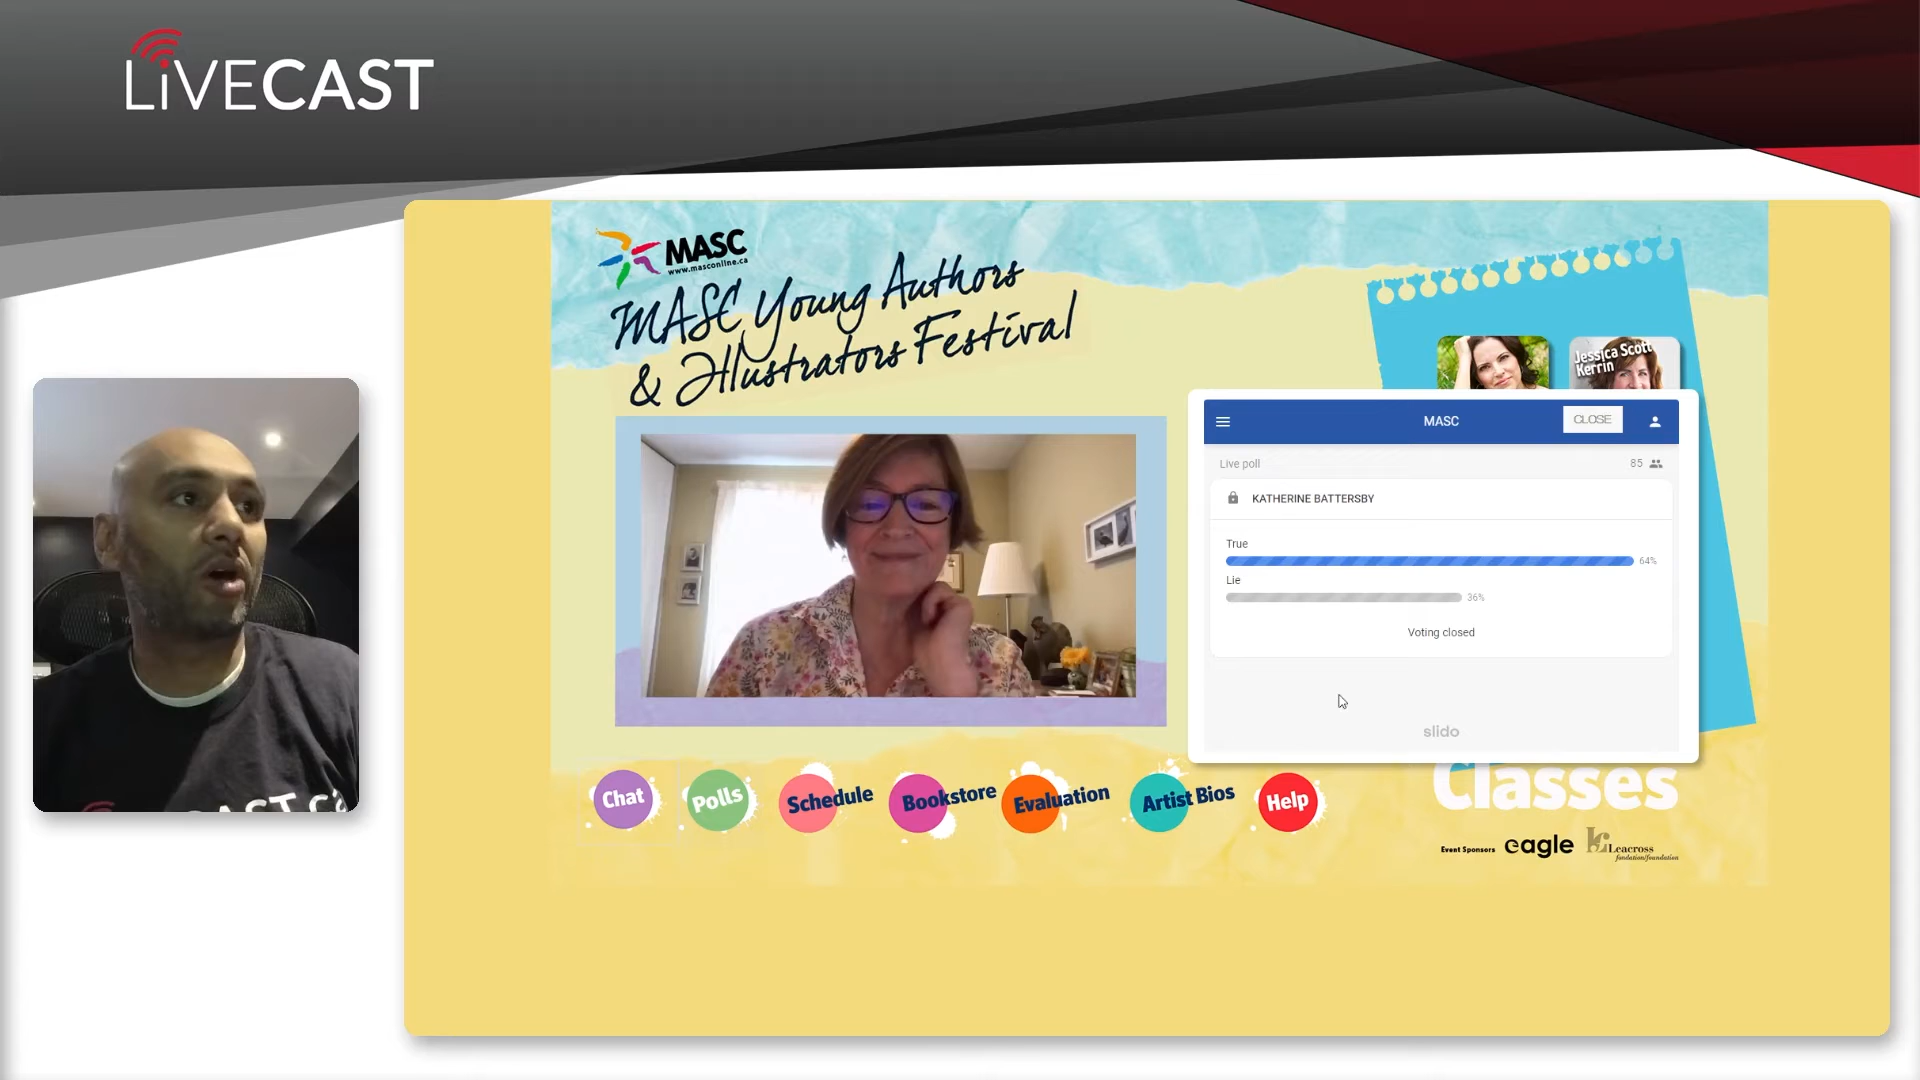 LiVECAST
MASC
www.masconline.ca
MASC Young Authors
& Illustrators Festival
Jessica Scott
Kerrin
MASC
CLOSE
Live poll
85
KATHERINE BATTERSBY
True
64%
Lie
36%
Voting closed
slido
Chat
Polls
Schedule
Bookstore
Evaluation
Artist Bios
Help
Classes
Event Sponsors
eagle
Leacross
fondation/foundation